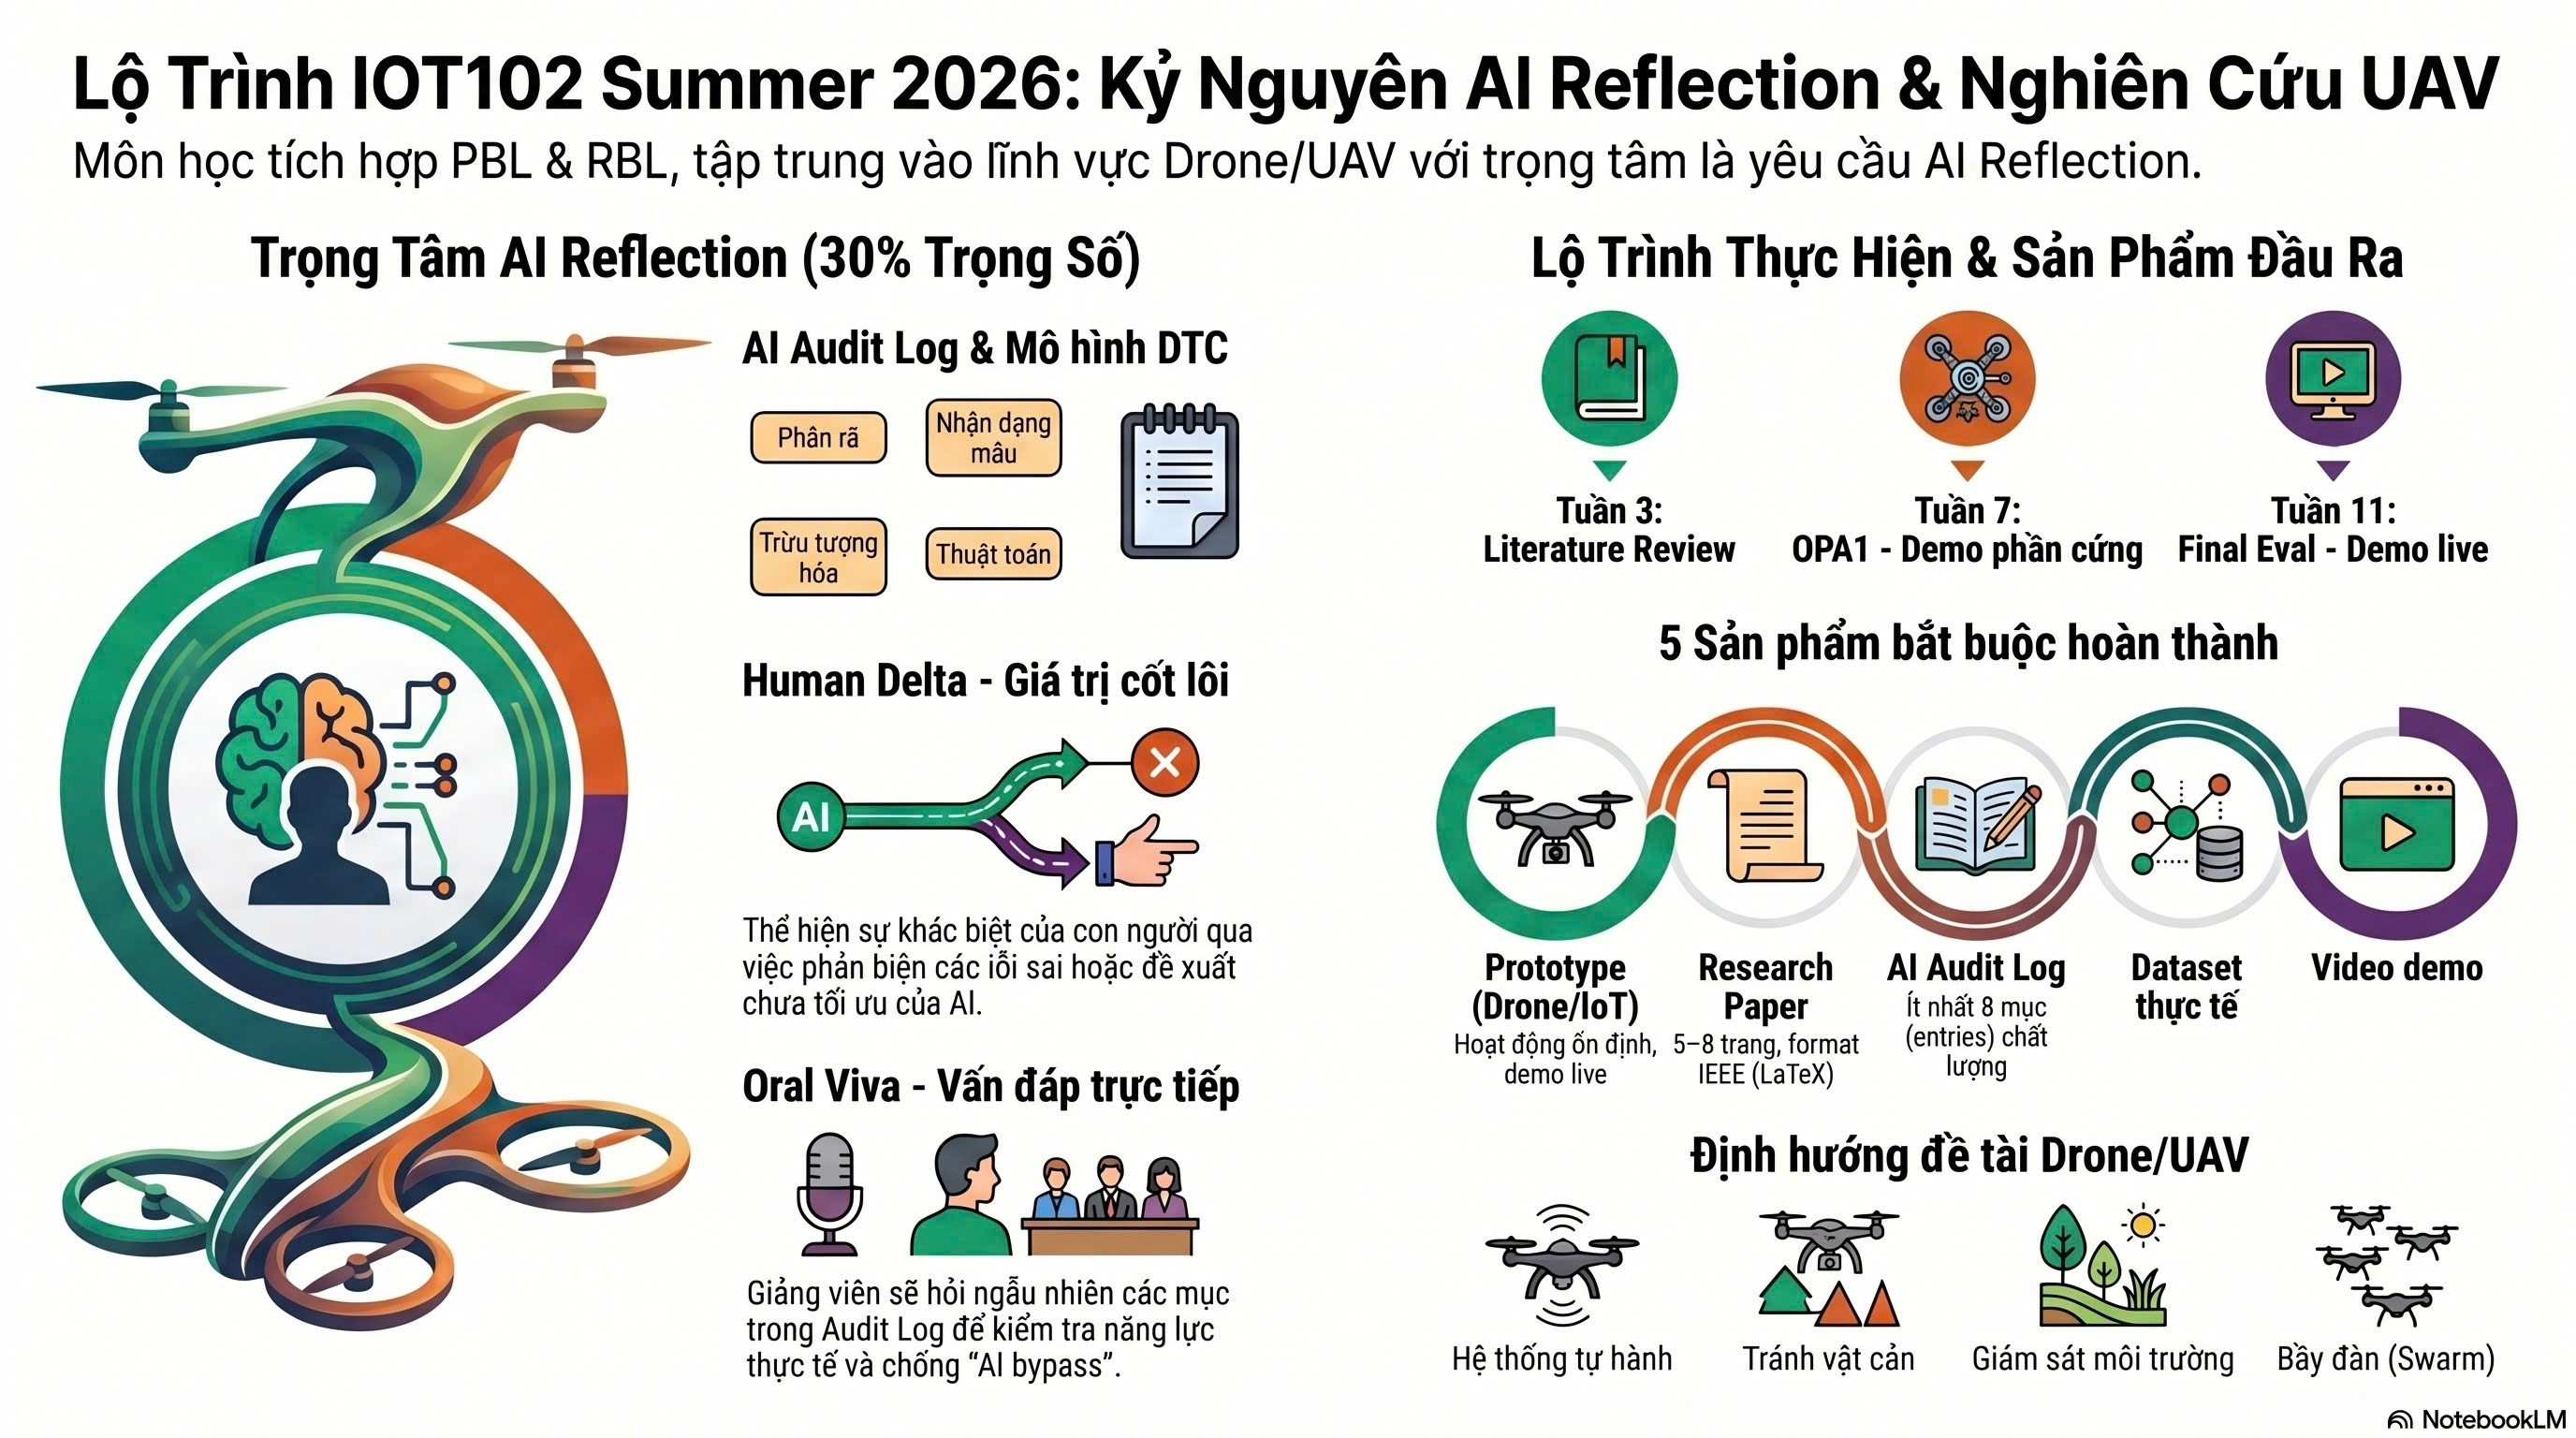 Lộ Trình IOT102 Summer 2026: Kỷ Nguyên AI Reflection & Nghiên Cứu UAV
Môn học tích hợp PBL & RBL, tập trung vào lĩnh vực Drone/UAV với trọng tâm là yêu cầu AI Reflection.
Trọng Tâm AI Reflection (30% Trọng Số)
AI Audit Log & Mô hình DTC
Phân rã
Nhận dạng
mâu
Trừu tượng
hóa
Thuật toán
Human Delta - Giá trị cốt lôi
AI
Thể hiện sự khác biệt của con người qua
việc phản biện các iỗi sai hoặc đề xuất
chưa tối ưu của AI.
Oral Viva - Vấn đáp trực tiếp
Giảng viên sẽ hỏi ngẫu nhiên các mục
trong Audit Log để kiểm tra năng lực
thực tế và chống “AI bypass”.
Lộ Trình Thực Hiện & Sản Phẩm Đầu Ra
Tuần 3:
Literature Review
Tuần 7:
OPA1 - Demo phần cứng
Tuần 11:
Final Eval - Demo live
5 Sản phẩm bắt buộc hoàn thành
Prototype
(Drone/IoT)
Hoạt động ổn định,
demo live
Research
Paper
5–8 trang, format
IEEE (LaTeX)
AI Audit Log
Ít nhất 8 mục
(entries) chất
lượng
Dataset
thực tế
Video demo
Định hướng đề tài Drone/UAV
Hệ thống tự hành
Tránh vật cản
Giám sát môi trường
Bầy đàn (Swarm)
NotebookLM